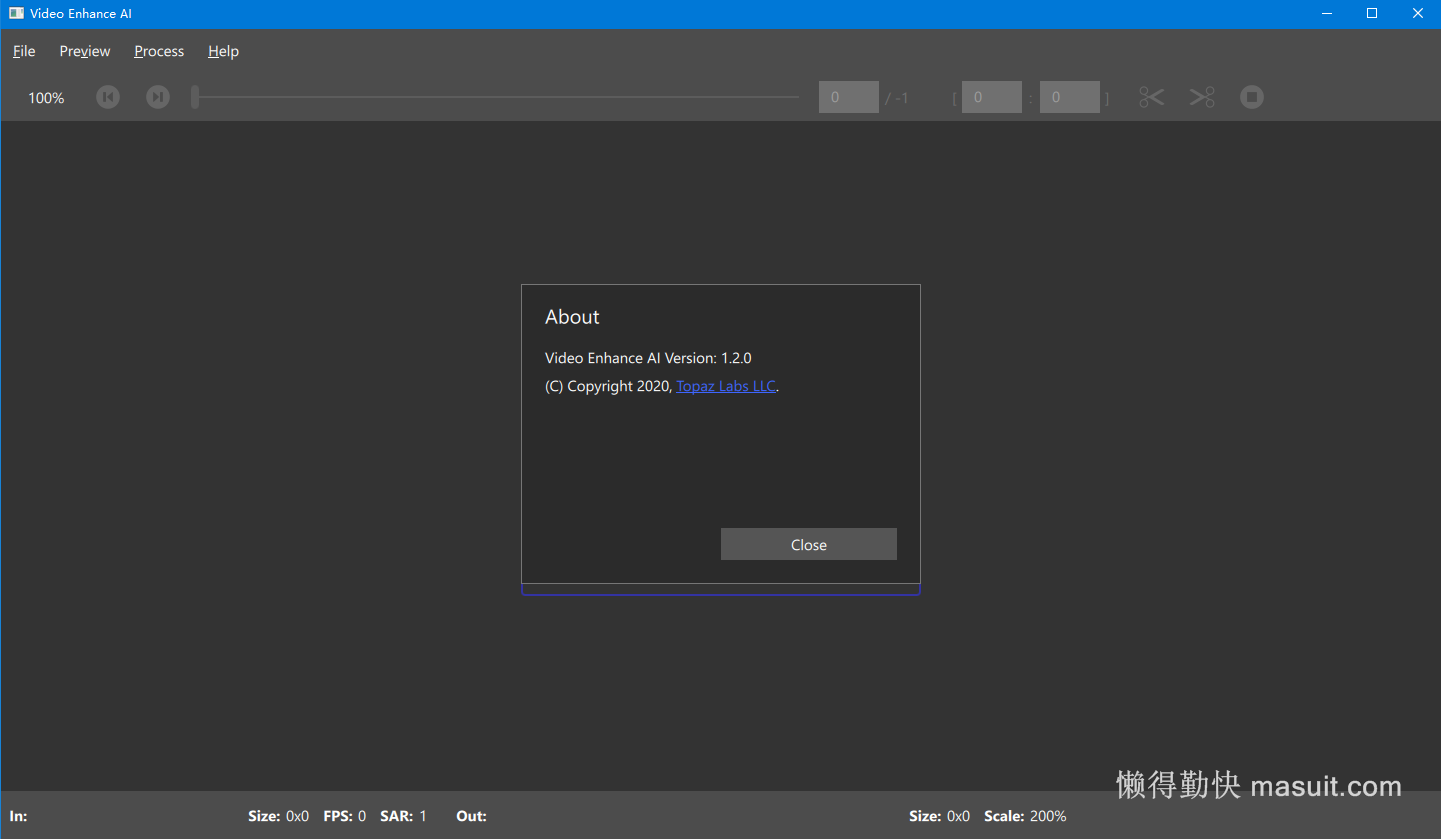 Video Enhance AI
File Preview Process Help
100% 0 / -1 [ 0 : 0 ]
About
Video Enhance AI Version: 1.2.0
(C) Copyright 2020, Topaz Labs LLC.
Close
懒得勤快 masuit.com
In: Size: 0x0 FPS: 0 SAR: 1 Out: Size: 0x0 Scale: 200%